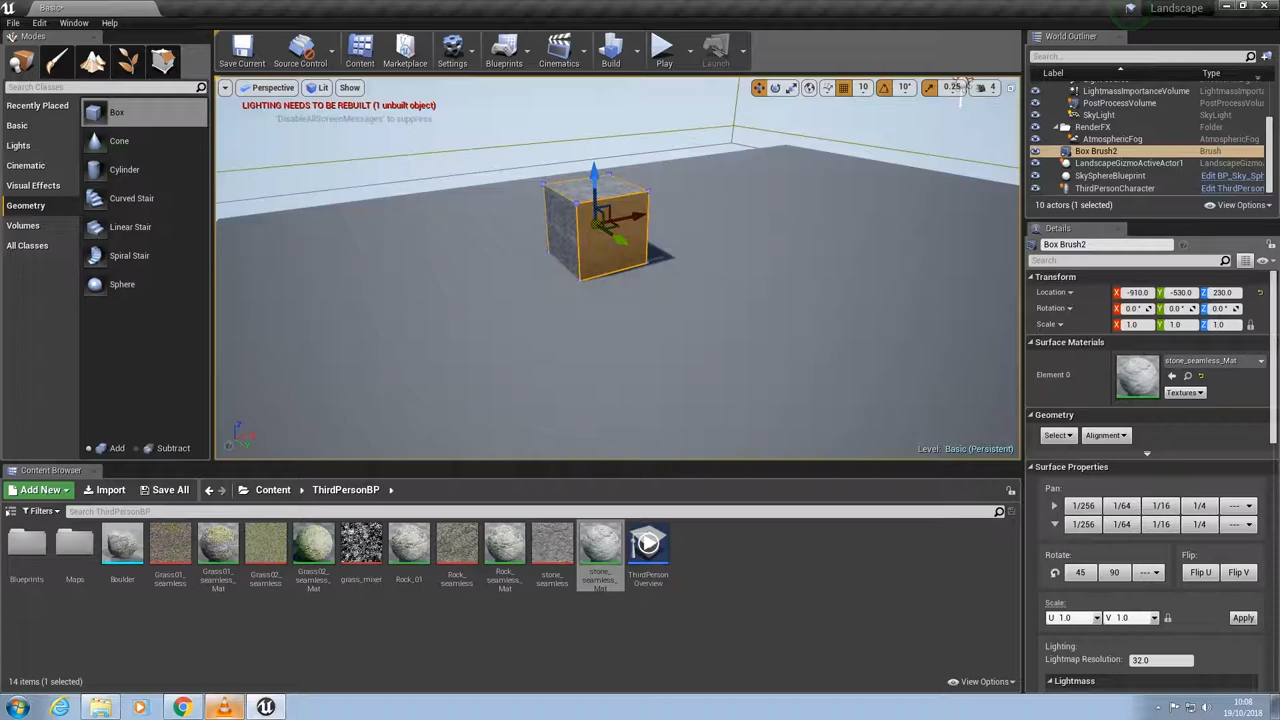 Basic*
Landscape
File Edit Window Help
Modes
Search Classes
Recently Placed
Basic
Lights
Cinematic
Visual Effects
Geometry
Volumes
All Classes
Box
Cone
Cylinder
Curved Stair
Linear Stair
Spiral Stair
Sphere
Add Subtract
Save Current
Source Control
Content
Marketplace
Settings
Blueprints
Cinematics
Build
Play
Launch
Perspective Lit Show
10 10° 0.25 4
LIGHTING NEEDS TO BE REBUILT (1 unbuilt object)
'DisableAllScreenMessages' to suppress
Level: Basic (Persistent)
World Outliner
Search...
Label Type
LightmassImportanceVolume LightmassImporta
PostProcessVolume PostProcessVolume
SkyLight SkyLight
RenderFX Folder
AtmosphericFog AtmosphericFog
Box Brush2 Brush
LandscapeGizmoActiveActor1 LandscapeGizmo
SkySphereBlueprint Edit BP_Sky_Sph
ThirdPersonCharacter Edit ThirdPerson
10 actors (1 selected) View Options
Details
Box Brush2
Search
Transform
Location X -910.0 Y -530.0 Z 230.0
Rotation X 0.0° Y 0.0° Z 0.0°
Scale X 1.0 Y 1.0 Z 1.0
Surface Materials
Element 0
stone_seamless_Mat
Textures
Geometry
Select Alignment
Surface Properties
Pan:
1/256 1/64 1/16 1/4 ---
1/256 1/64 1/16 1/4 ---
Rotate: Flip:
45 90 --- Flip U Flip V
Scale:
U 1.0 V 1.0 Apply
Lighting:
Lightmap Resolution: 32.0
Lightmass
Content Browser
Add New Import Save All Content ThirdPersonBP
Filters Search ThirdPersonBP
Blueprints
Maps
Boulder
Grass01_seamless
Grass01_seamless_Mat
Grass02_seamless
Grass02_seamless_Mat
grass_mixer
Rock_01
Rock_seamless
Rock_seamless_Mat
stone_seamless
stone_seamless_Mat
ThirdPerson Overview
14 items (1 selected) View Options
10:08
19/10/2018